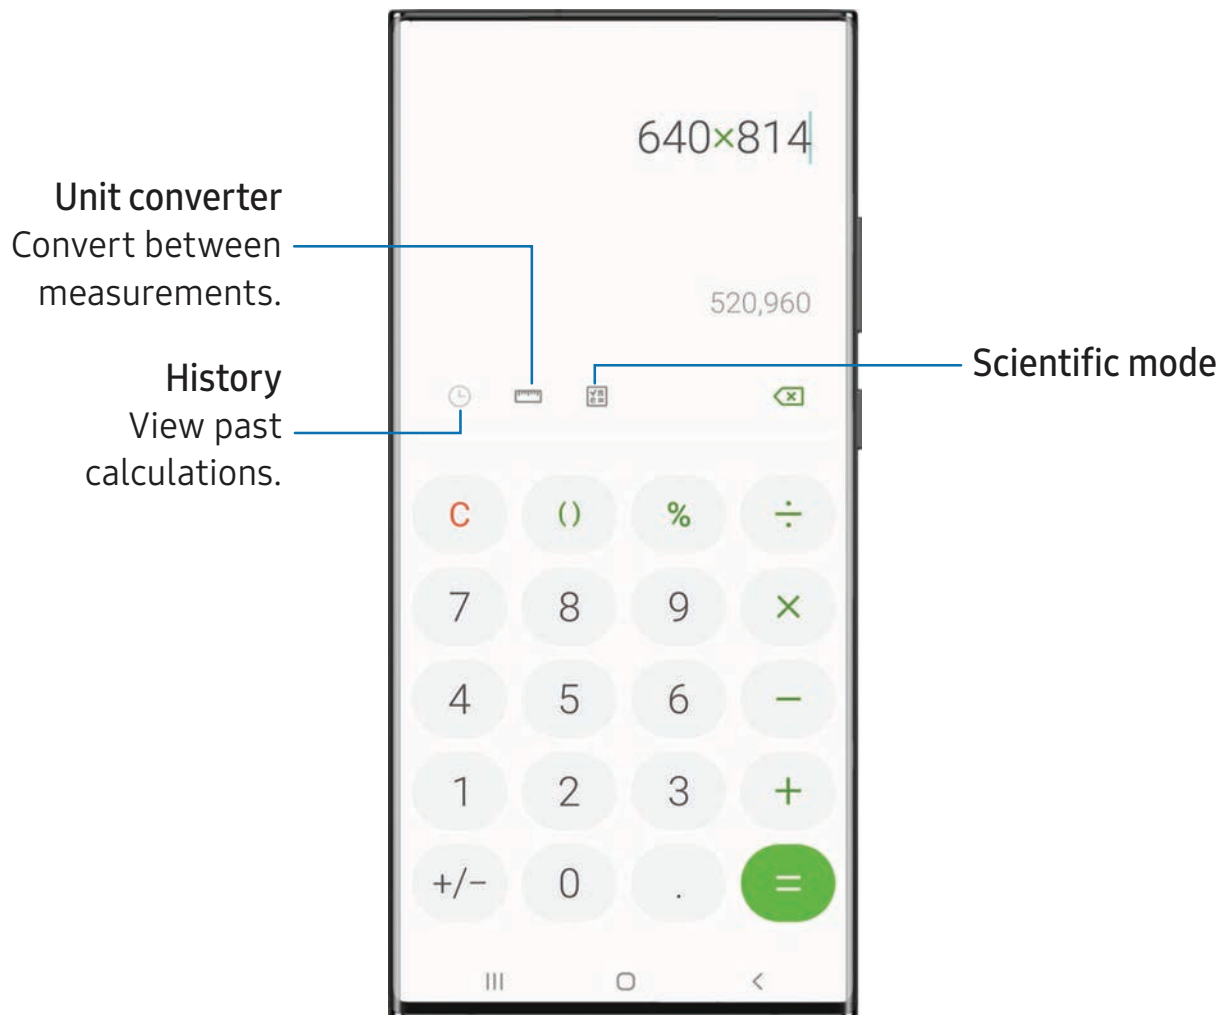 640×814
Unit converter
Convert between
measurements.
520,960
Scientific mode
History
View past
calculations.
C () % ÷
7 8 9 ×
4 5 6 −
1 2 3 +
+/− 0 . =